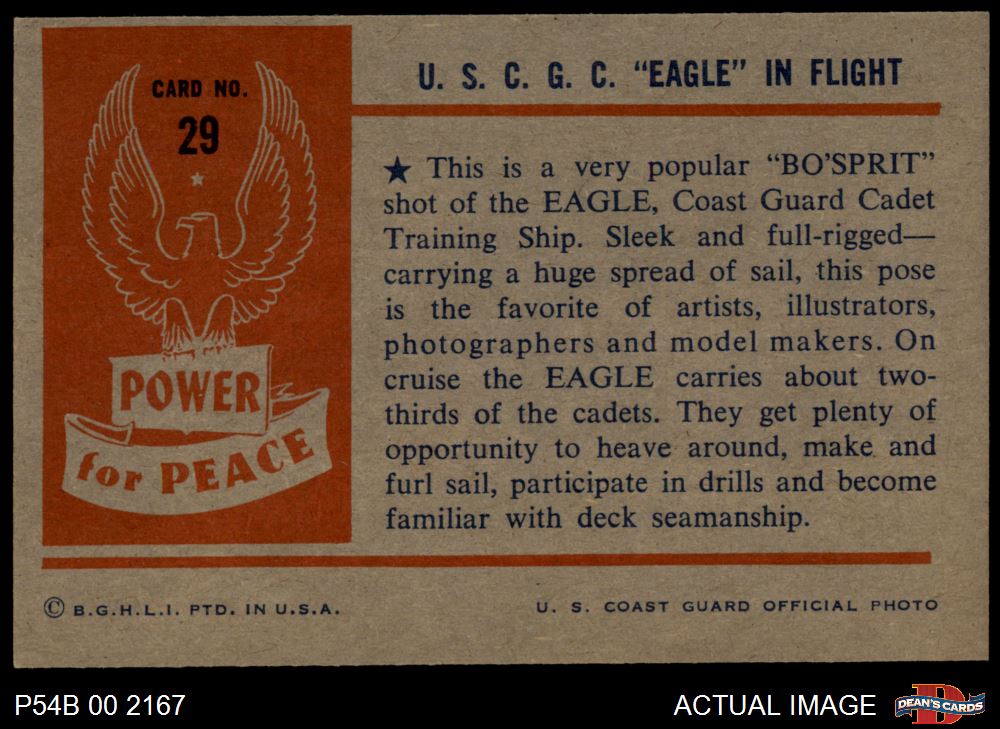 CARD NO.
29
POWER
for PEACE
U. S. C. G. C. “EAGLE” IN FLIGHT
★ This is a very popular “BO’SPRIT”
shot of the EAGLE, Coast Guard Cadet
Training Ship. Sleek and full-rigged—
carrying a huge spread of sail, this pose
is the favorite of artists, illustrators,
photographers and model makers. On
cruise the EAGLE carries about two-
thirds of the cadets. They get plenty of
opportunity to heave around, make and
furl sail, participate in drills and become
familiar with deck seamanship.
© B.G.H.L.I. PTD. IN U.S.A.
U. S. COAST GUARD OFFICIAL PHOTO
P54B 00 2167
ACTUAL IMAGE
D
DEAN'S CARDS